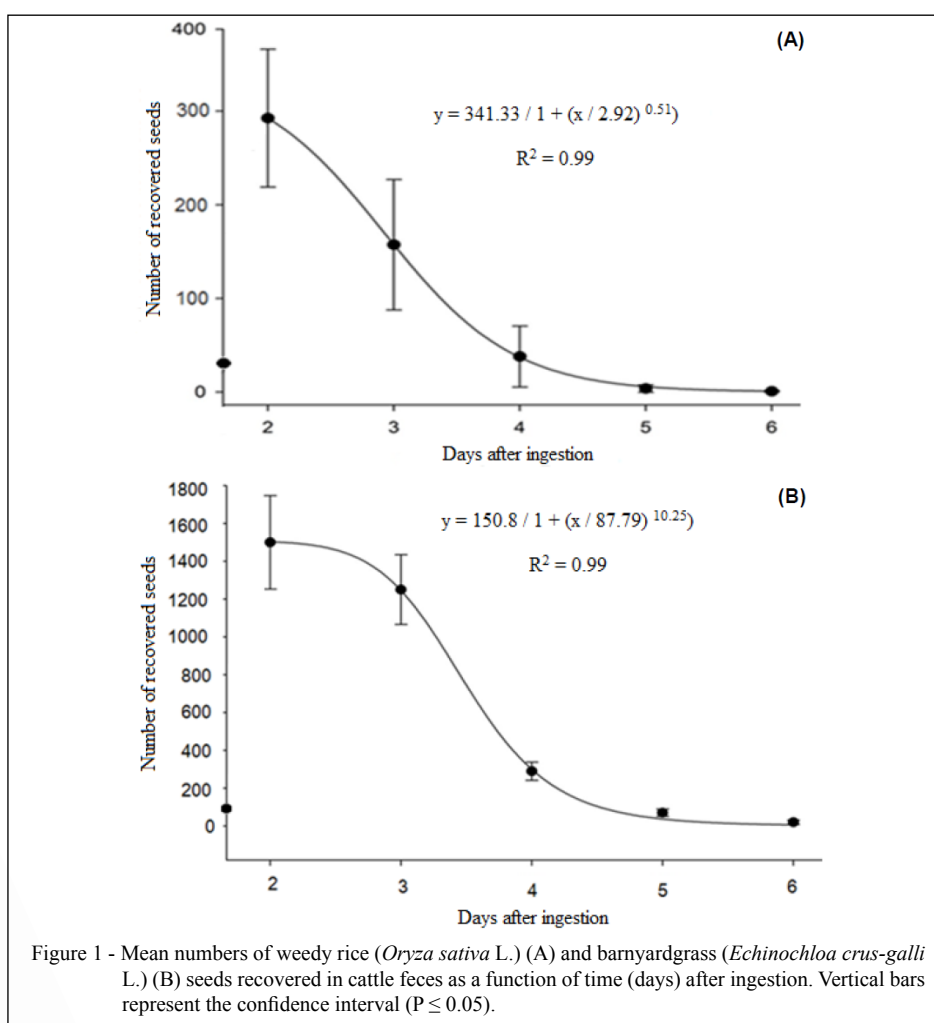 (A)
400
300
200
100
0
Number of recovered seeds
y = 341.33 / 1 + (x / 2.92) 0.51)
R2 = 0.99
2 3 4 5 6
Days after ingestion
(B)
1800
1600
1400
1200
1000
800
600
400
200
0
Number of recovered seeds
y = 150.8 / 1 + (x / 87.79) 10.25)
R2 = 0.99
2 3 4 5 6
Days after ingestion
Figure 1 - Mean numbers of weedy rice (Oryza sativa L.) (A) and barnyardgrass (Echinochloa crus-galli
L.) (B) seeds recovered in cattle feces as a function of time (days) after ingestion. Vertical bars
represent the confidence interval (P ≤ 0.05).